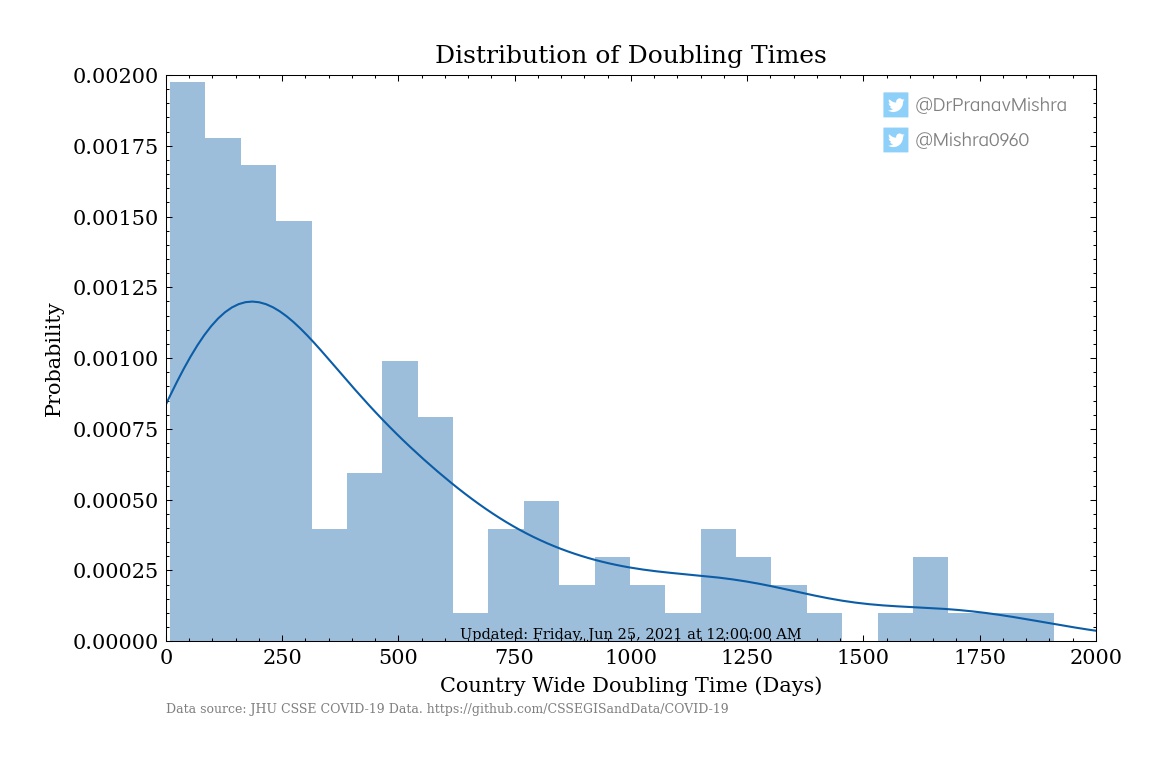 Distribution of Doubling Times
@DrPranavMishra
@Mishra0960
0.00200
0.00175
0.00150
0.00125
0.00100
0.00075
0.00050
0.00025
0.00000
Probability
Updated: Friday, Jun 25, 2021 at 12:00:00 AM
0 250 500 750 1000 1250 1500 1750 2000
Country Wide Doubling Time (Days)
Data source: JHU CSSE COVID-19 Data. https://github.com/CSSEGISandData/COVID-19